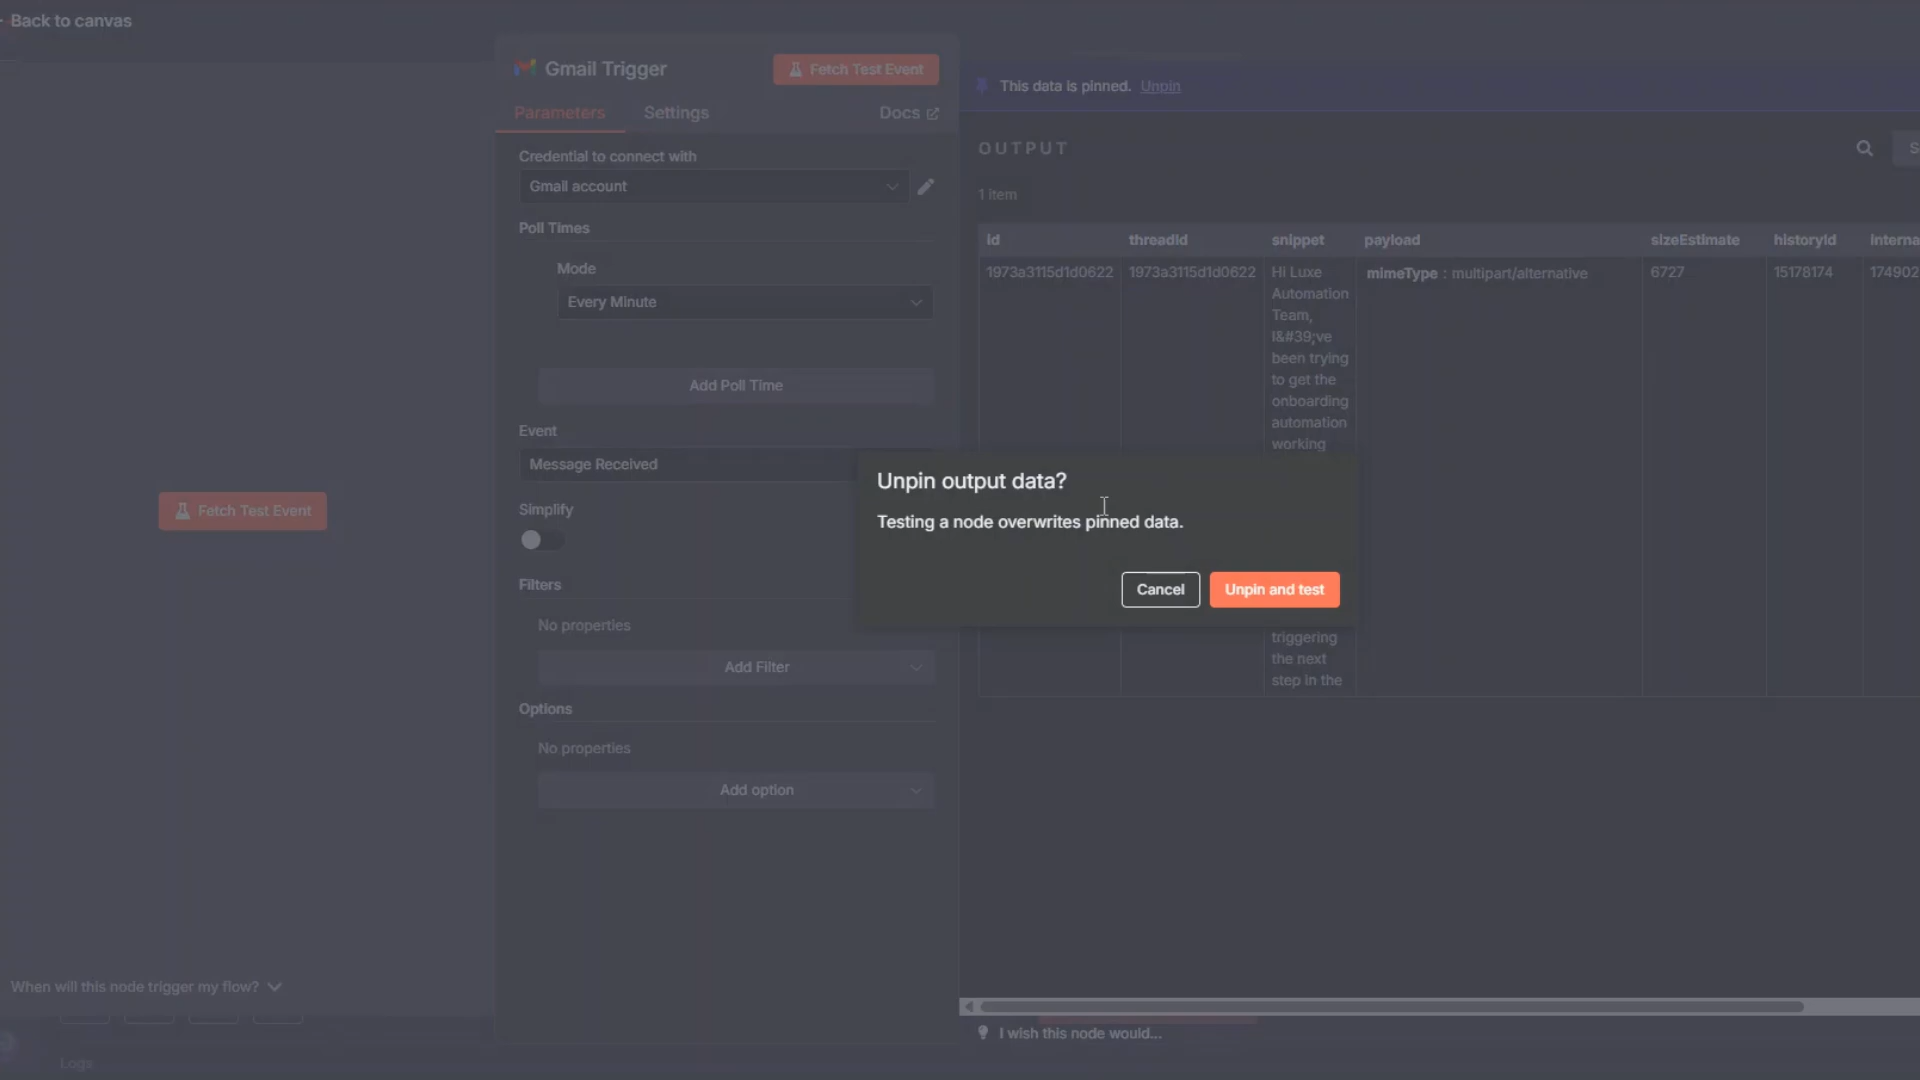 Back to canvas
Gmail Trigger
Fetch Test Event
Parameters
Settings
Docs
Credential to connect with
Gmail account
Poll Times
Mode
Every Minute
Add Poll Time
Event
Message Received
Simplify
Filters
No properties
Add Filter
Options
No properties
Add option
Fetch Test Event
When will this node trigger my flow?
Logs
This data is pinned. Unpin
OUTPUT
1 item
id threadId snippet payload sizeEstimate historyId interna
1973a3115d1d0622 1973a3115d1d0622 Hi Luxe mimeType : multipart/alternative 6727 15178174 174902
Automation
Team,
I&#39;ve
been trying
to get the
onboarding
automation
working
Unpin output data?
Testing a node overwrites pinned data.
Cancel
Unpin and test
triggering
the next
step in the
I wish this node would...